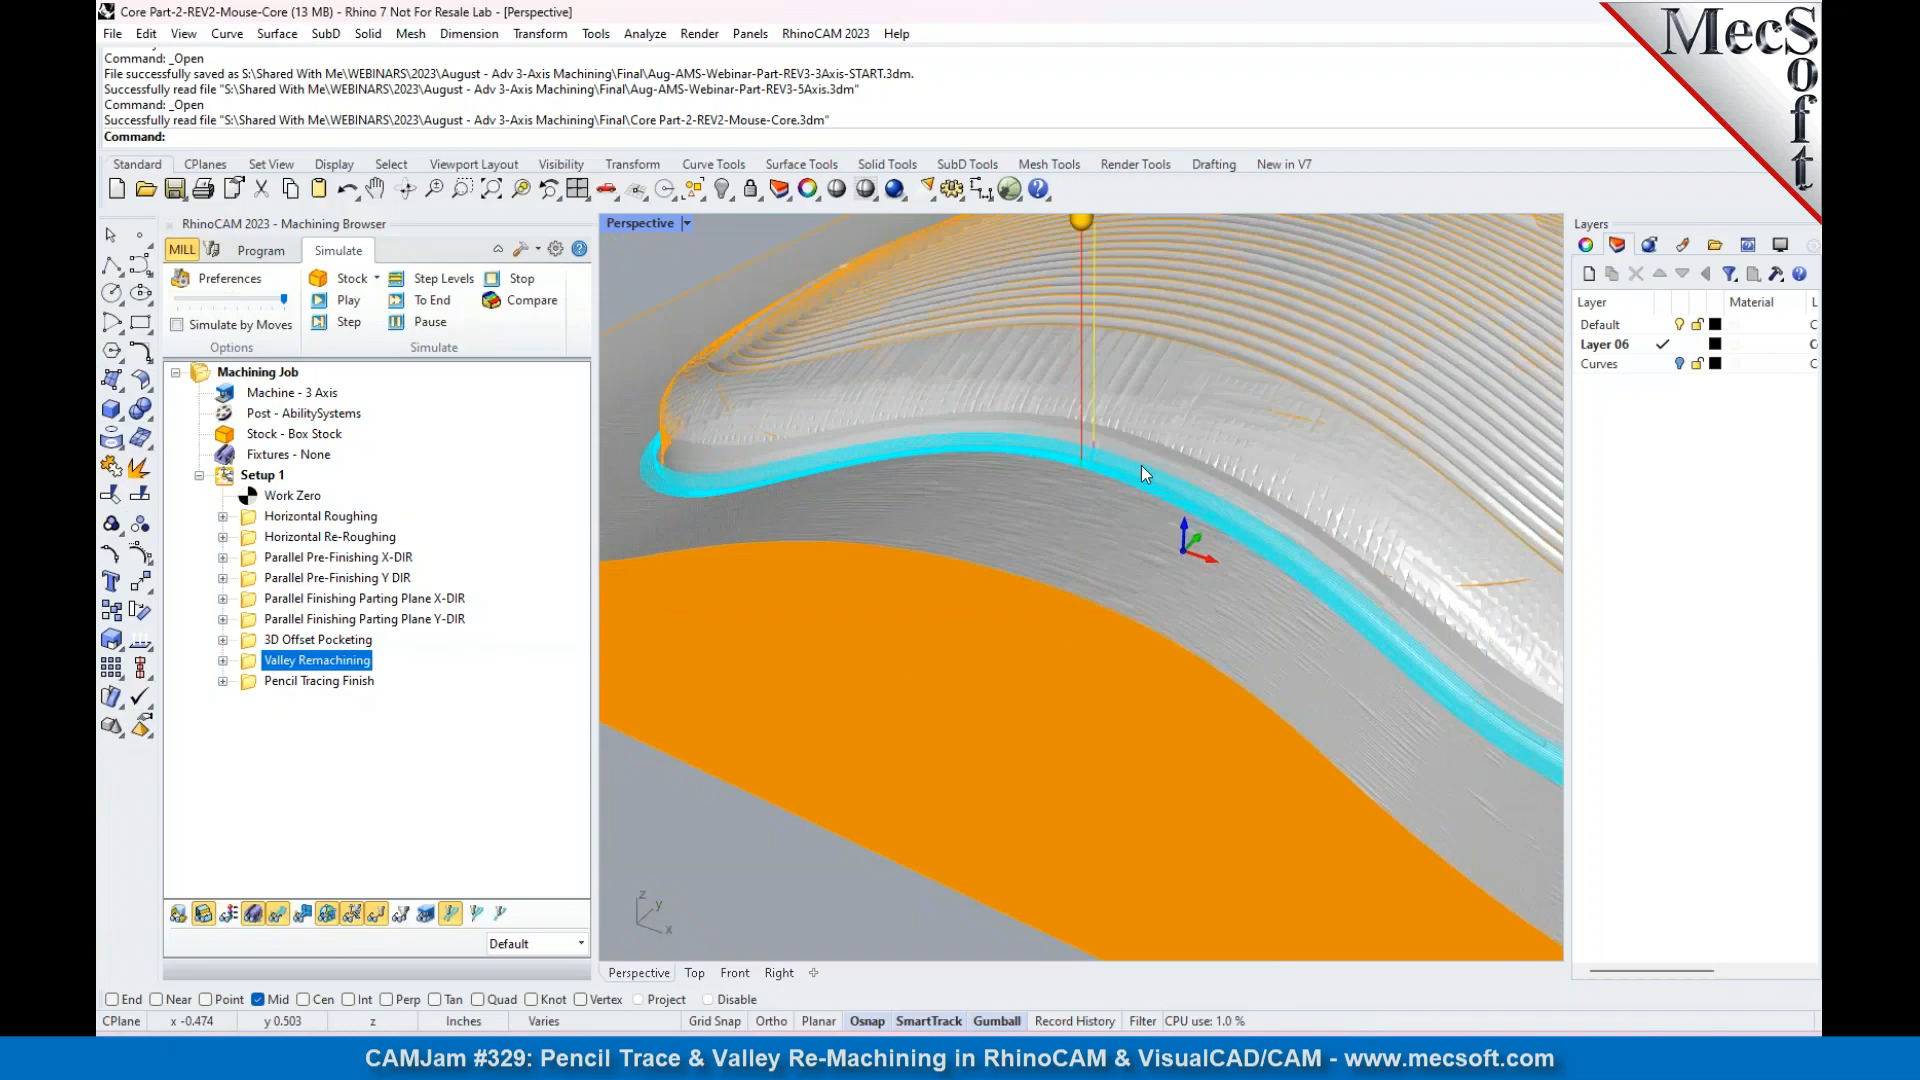 Core Part-2-REV2-Mouse-Core (13 MB) - Rhino 7 Not For Resale Lab - [Perspective]
File Edit View Curve Surface SubD Solid Mesh Dimension Transform Tools Analyze Render Panels RhinoCAM 2023 Help
Command: _Open
File successfully saved as S:\Shared With Me\WEBINARS\2023\August - Adv 3-Axis Machining\Final\Aug-AMS-Webinar-Part-REV3-3Axis-START.3dm.
Successfully read file "S:\Shared With Me\WEBINARS\2023\August - Adv 3-Axis Machining\Final\Aug-AMS-Webinar-Part-REV3-5Axis.3dm"
Command: _Open
Successfully read file "S:\Shared With Me\WEBINARS\2023\August - Adv 3-Axis Machining\Final\Core Part-2-REV2-Mouse-Core.3dm"
Command:
MecSoft
Standard CPlanes Set View Display Select Viewport Layout Visibility Transform Curve Tools Surface Tools Solid Tools SubD Tools Mesh Tools Render Tools Drafting New in V7
RhinoCAM 2023 - Machining Browser
MILL Program Simulate
Preferences
Simulate by Moves
Options
Stock Step Levels Stop
Play To End Compare
Step Pause
Simulate
Machining Job
Machine - 3 Axis
Post - AbilitySystems
Stock - Box Stock
Fixtures - None
Setup 1
Work Zero
Horizontal Roughing
Horizontal Re-Roughing
Parallel Pre-Finishing X-DIR
Parallel Pre-Finishing Y DIR
Parallel Finishing Parting Plane X-DIR
Parallel Finishing Parting Plane Y-DIR
3D Offset Pocketing
Valley Remachining
Pencil Tracing Finish
Default
Perspective
z
y
x
Perspective Top Front Right
Layers
Layer Material L
Default C
Layer 06 C
Curves C
End Near Point Mid Cen Int Perp Tan Quad Knot Vertex Project Disable
CPlane x -0.474 y 0.503 z Inches Varies Grid Snap Ortho Planar Osnap SmartTrack Gumball Record History Filter CPU use: 1.0 %
CAMJam #329: Pencil Trace & Valley Re-Machining in RhinoCAM & VisualCAD/CAM - www.mecsoft.com